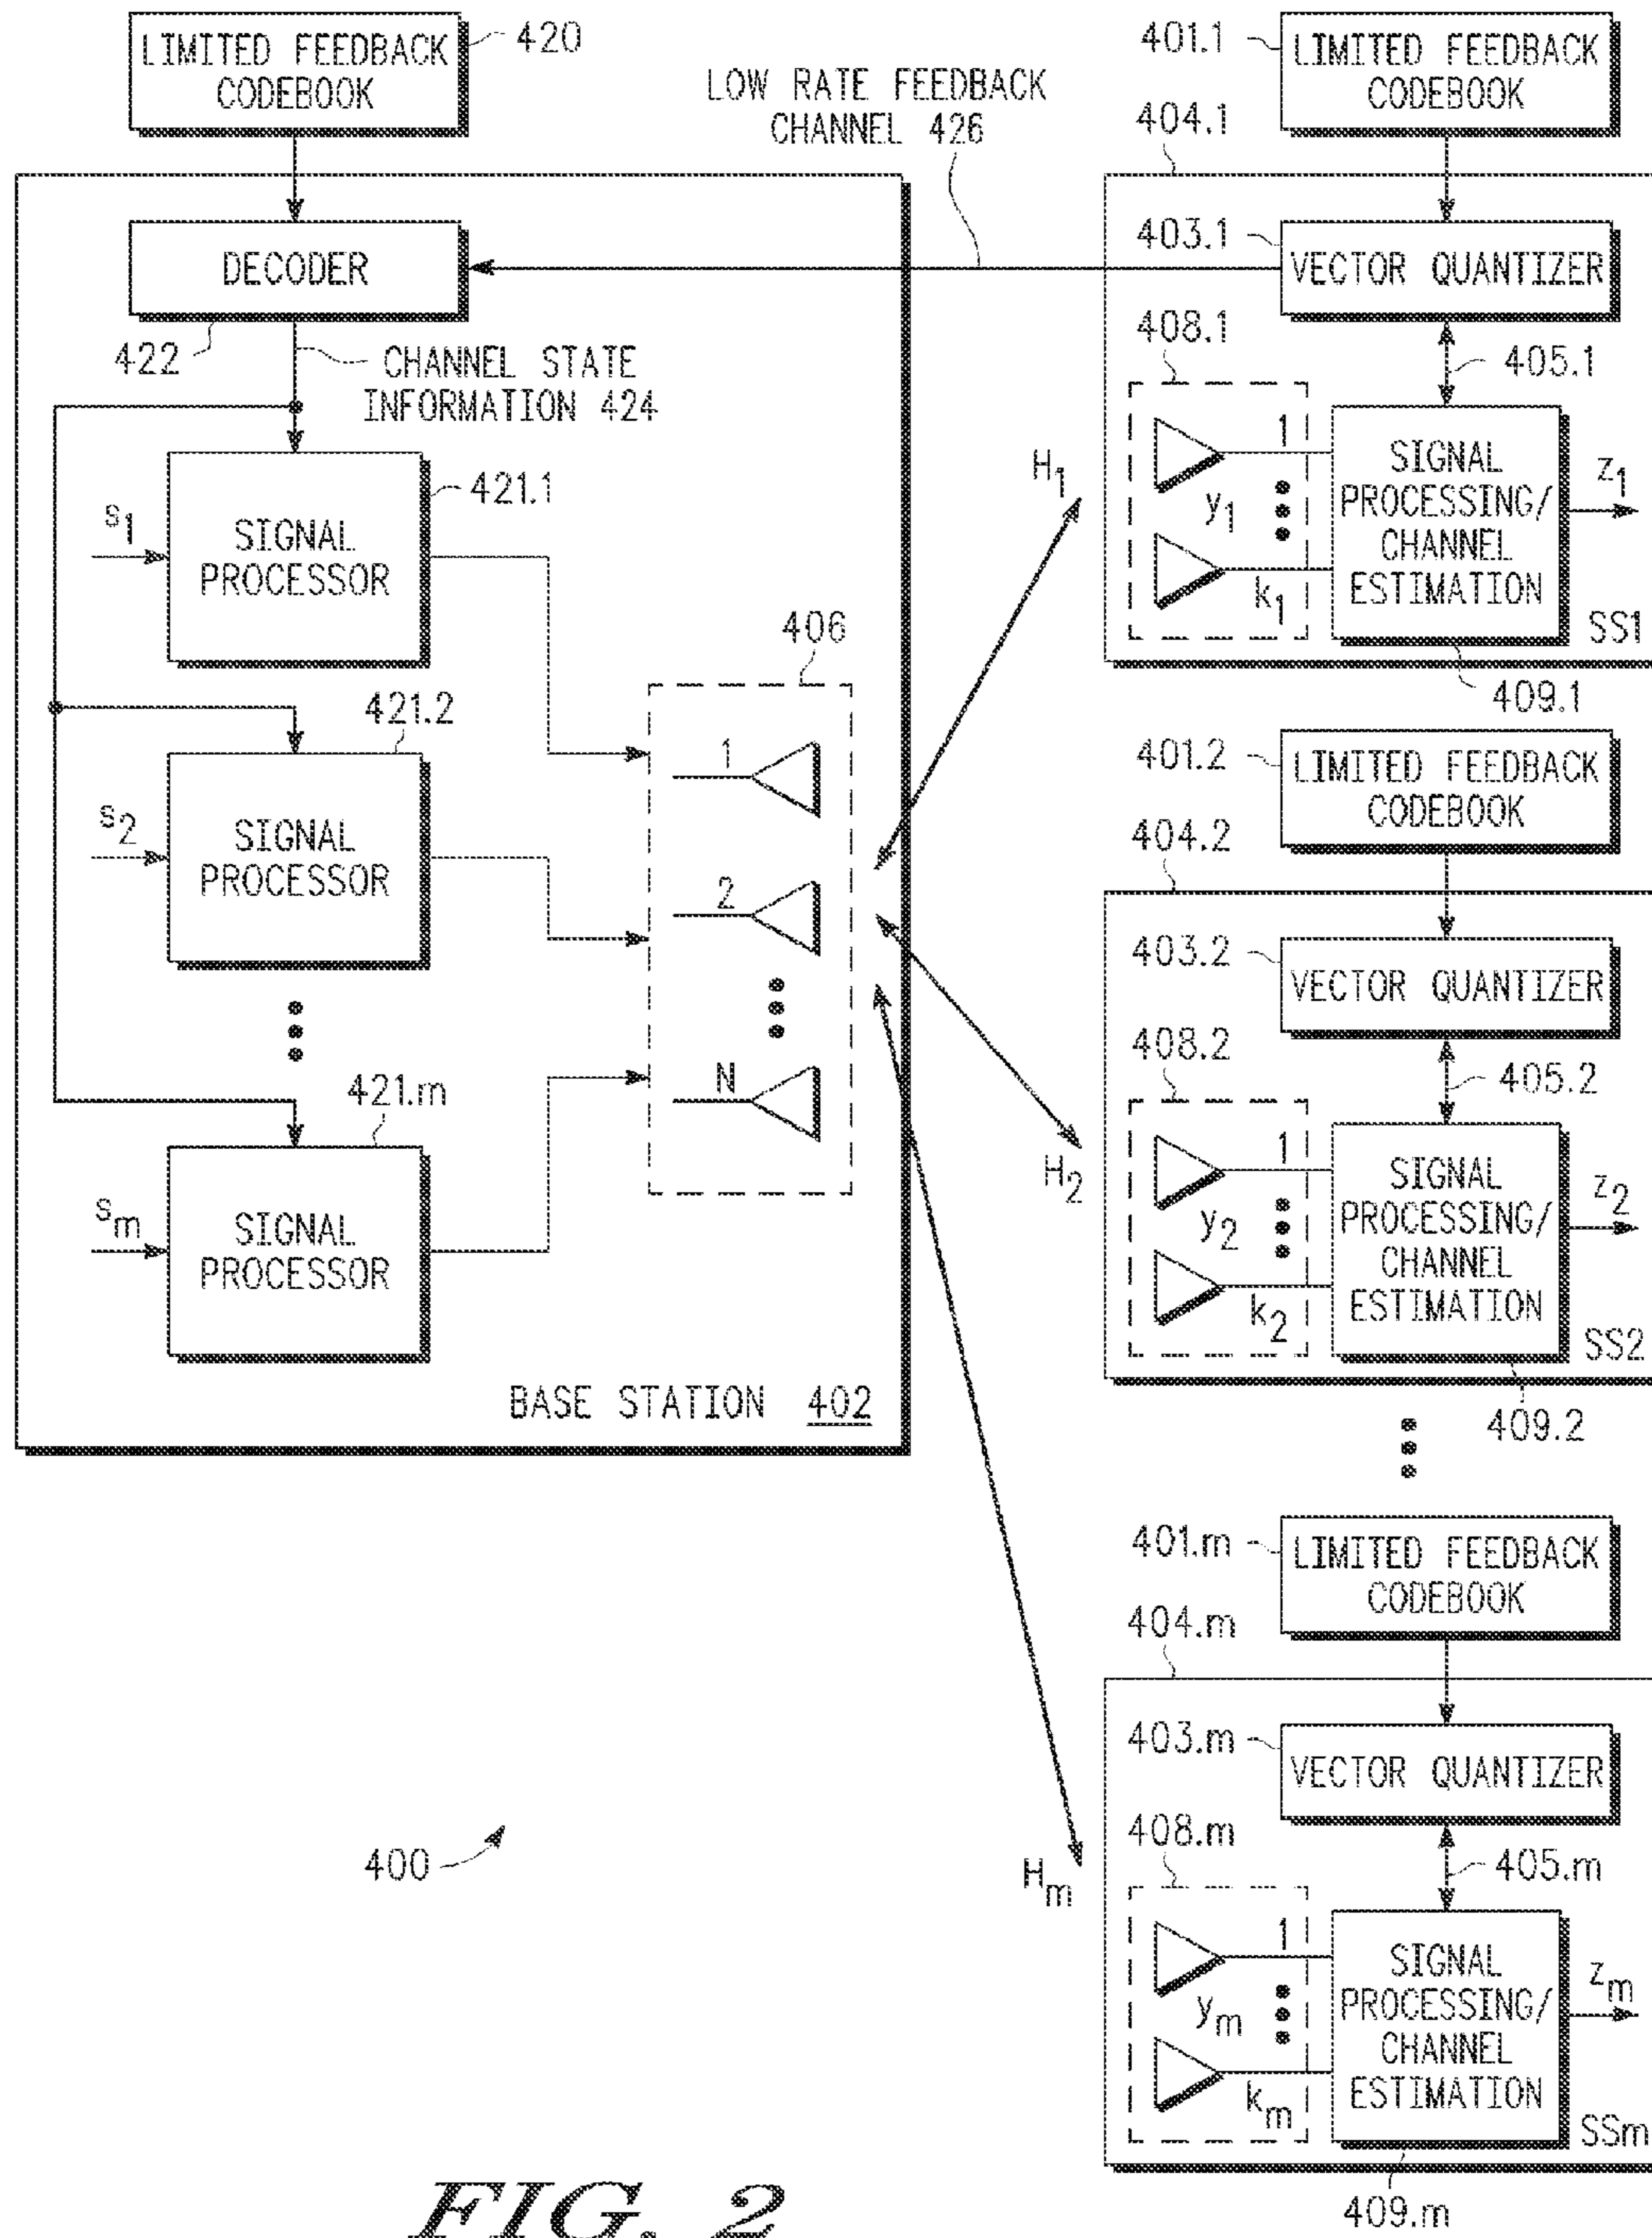 LIMITED FEEDBACK
CODEBOOK
420
LOW RATE FEEDBACK
CHANNEL 426
401.1
LIMITED FEEDBACK
CODEBOOK
404.1
DECODER
422
CHANNEL STATE
INFORMATION 424
403.1
VECTOR QUANTIZER
408.1
405.1
1
y1
k1
SIGNAL
PROCESSING/
CHANNEL
ESTIMATION
z1
SS1
409.1
H1
s1
SIGNAL
PROCESSOR
421.1
406
421.2
s2
SIGNAL
PROCESSOR
1
2
N
421.m
sm
SIGNAL
PROCESSOR
BASE STATION 402
401.2
LIMITED FEEDBACK
CODEBOOK
404.2
403.2
VECTOR QUANTIZER
408.2
405.2
H2
1
y2
k2
SIGNAL
PROCESSING/
CHANNEL
ESTIMATION
z2
SS2
409.2
401.m
LIMITED FEEDBACK
CODEBOOK
404.m
403.m
VECTOR QUANTIZER
408.m
405.m
400
Hm
1
ym
km
SIGNAL
PROCESSING/
CHANNEL
ESTIMATION
zm
SSm
409.m
FIG. 2